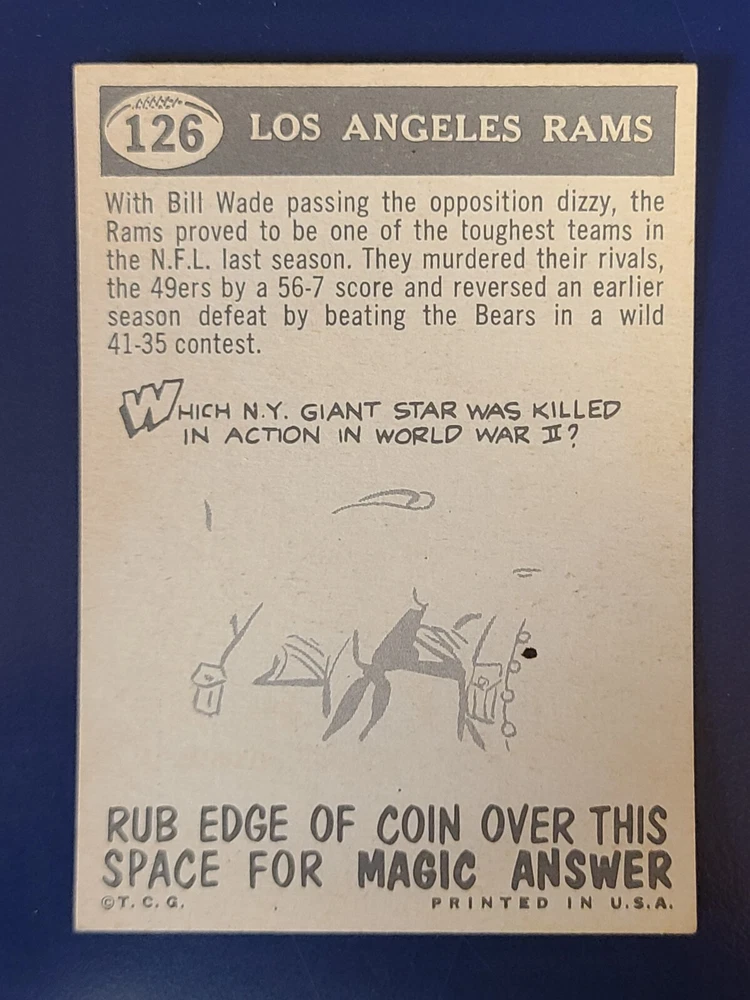 126 LOS ANGELES RAMS
With Bill Wade passing the opposition dizzy, the
Rams proved to be one of the toughest teams in
the N.F.L. last season. They murdered their rivals,
the 49ers by a 56-7 score and reversed an earlier
season defeat by beating the Bears in a wild
41-35 contest.
WHICH N.Y. GIANT STAR WAS KILLED
IN ACTION IN WORLD WAR II?
RUB EDGE OF COIN OVER THIS
SPACE FOR MAGIC ANSWER
©T. C. G. PRINTED IN U.S.A.